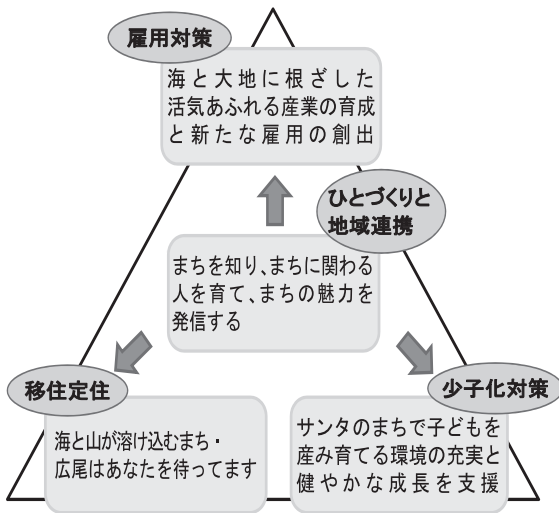 雇用対策
海と大地に根ざした
活気あふれる産業の育成
と新たな雇用の創出
ひとづくりと
地域連携
まちを知り、まちに関わる
人を育て、まちの魅力を
発信する
移住定住
海と山が溶け込むまち・
広尾はあなたを待ってます
少子化対策
サンタのまちで子どもを
産み育てる環境の充実と
健やかな成長を支援